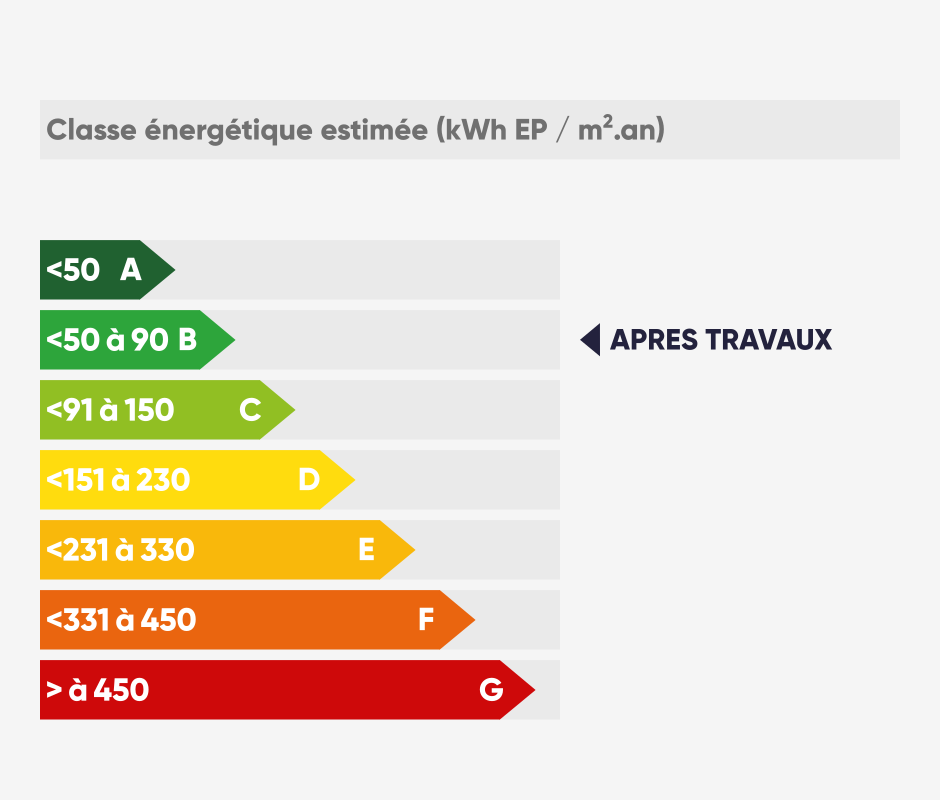 Classe énergétique estimée (kWh EP / m².an)
<50 A
<50 à 90 B
APRES TRAVAUX
<91 à 150 C
<151 à 230 D
<231 à 330 E
<331 à 450 F
> à 450 G